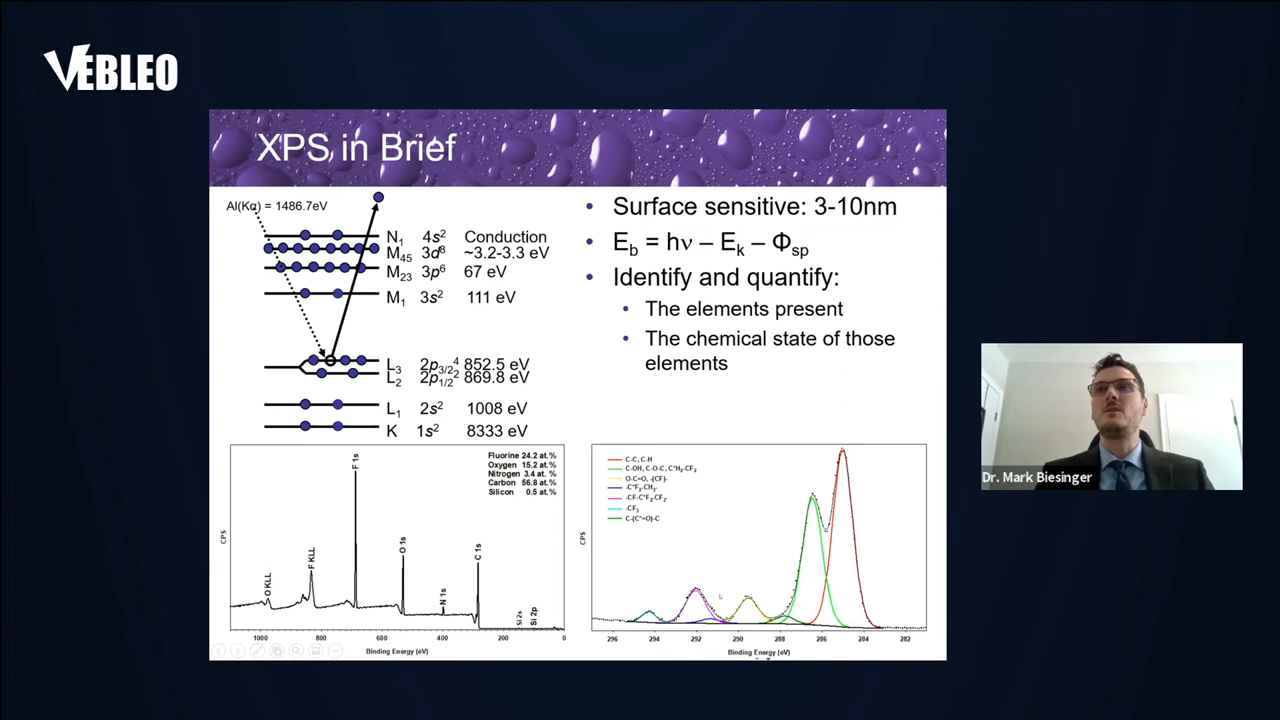 VEBLEO
XPS in Brief
Al(Kα) = 1486.7eV
N1 4s2 Conduction
M45 3d8 ~3.2-3.3 eV
M23 3p6 67 eV
M1 3s2 111 eV
L3 2p3/2 4 852.5 eV
L2 2p1/2 2 869.8 eV
L1 2s2 1008 eV
K 1s2 8333 eV
• Surface sensitive: 3-10nm
• Eb = hν – Ek – Φsp
• Identify and quantify:
• The elements present
• The chemical state of those
elements
Dr. Mark Biesinger
Fluorine 24.2 at.%
Oxygen 15.2 at.%
Nitrogen 3.4 at.%
Carbon 56.8 at.%
Silicon 0.5 at.%
CPS
O KLL
F KLL
F 1s
O 1s
N 1s
C 1s
Si 2s
Si 2p
1000 800 600 400 200 0
Binding Energy (eV)
C-C, C-H
C-OH, C-O-C, C*H2-CF3
O-C=O, -(CF)-
-C*F2-CH2-
-CF-C*F2-CF2-
-CF3
C-(C*=O)-C
CPS
296 294 292 290 288 286 284 282
Binding Energy (eV)